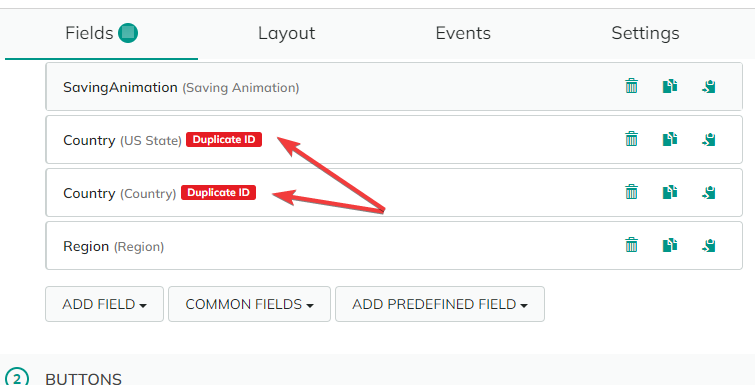 Fields Layout Events Settings
SavingAnimation (Saving Animation)
Country (US State) Duplicate ID
Country (Country) Duplicate ID
Region (Region)
ADD FIELD COMMON FIELDS ADD PREDEFINED FIELD
2 BUTTONS